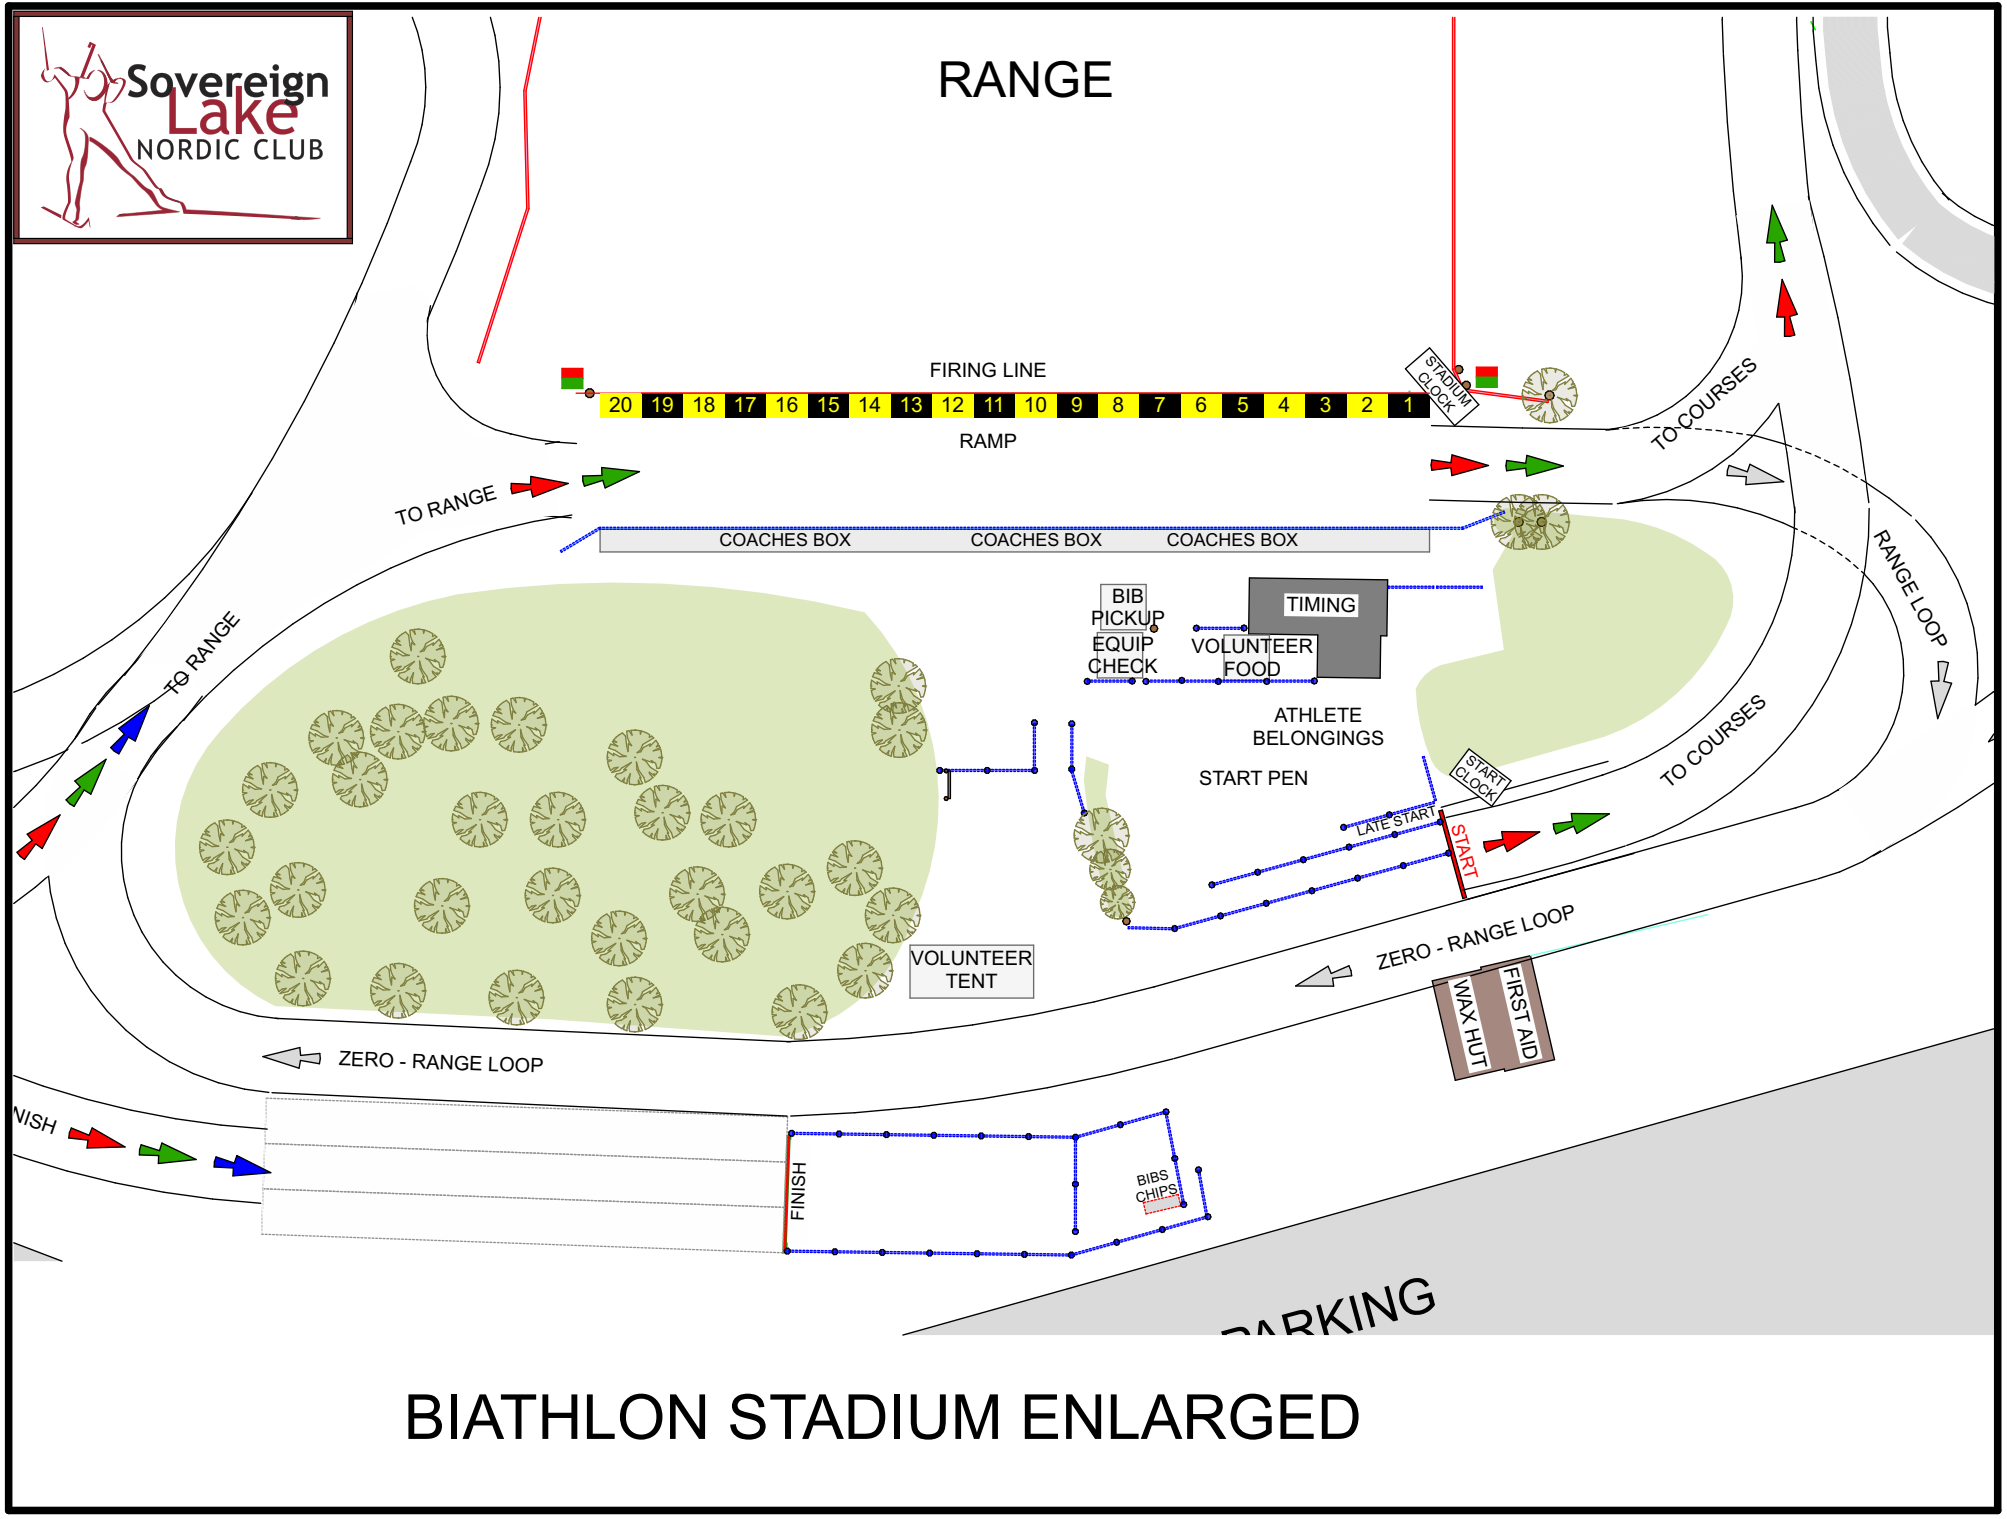 Sovereign
Lake
NORDIC CLUB
RANGE
FIRING LINE
STADIUM
CLOCK
20 19 18 17 16 15 14 13 12 11 10 9 8 7 6 5 4 3 2 1
RAMP
TO COURSES
TO RANGE
COACHES BOX COACHES BOX COACHES BOX
RANGE LOOP
BIB
PICKUP
TIMING
EQUIP
CHECK
VOLUNTEER
FOOD
TO RANGE
ATHLETE
BELONGINGS
START PEN
START
CLOCK
TO COURSES
LATE START
START
VOLUNTEER
TENT
ZERO - RANGE LOOP
WAX HUT
FIRST AID
ZERO - RANGE LOOP
NISH
FINISH
BIBS
CHIPS
PARKING
BIATHLON STADIUM ENLARGED